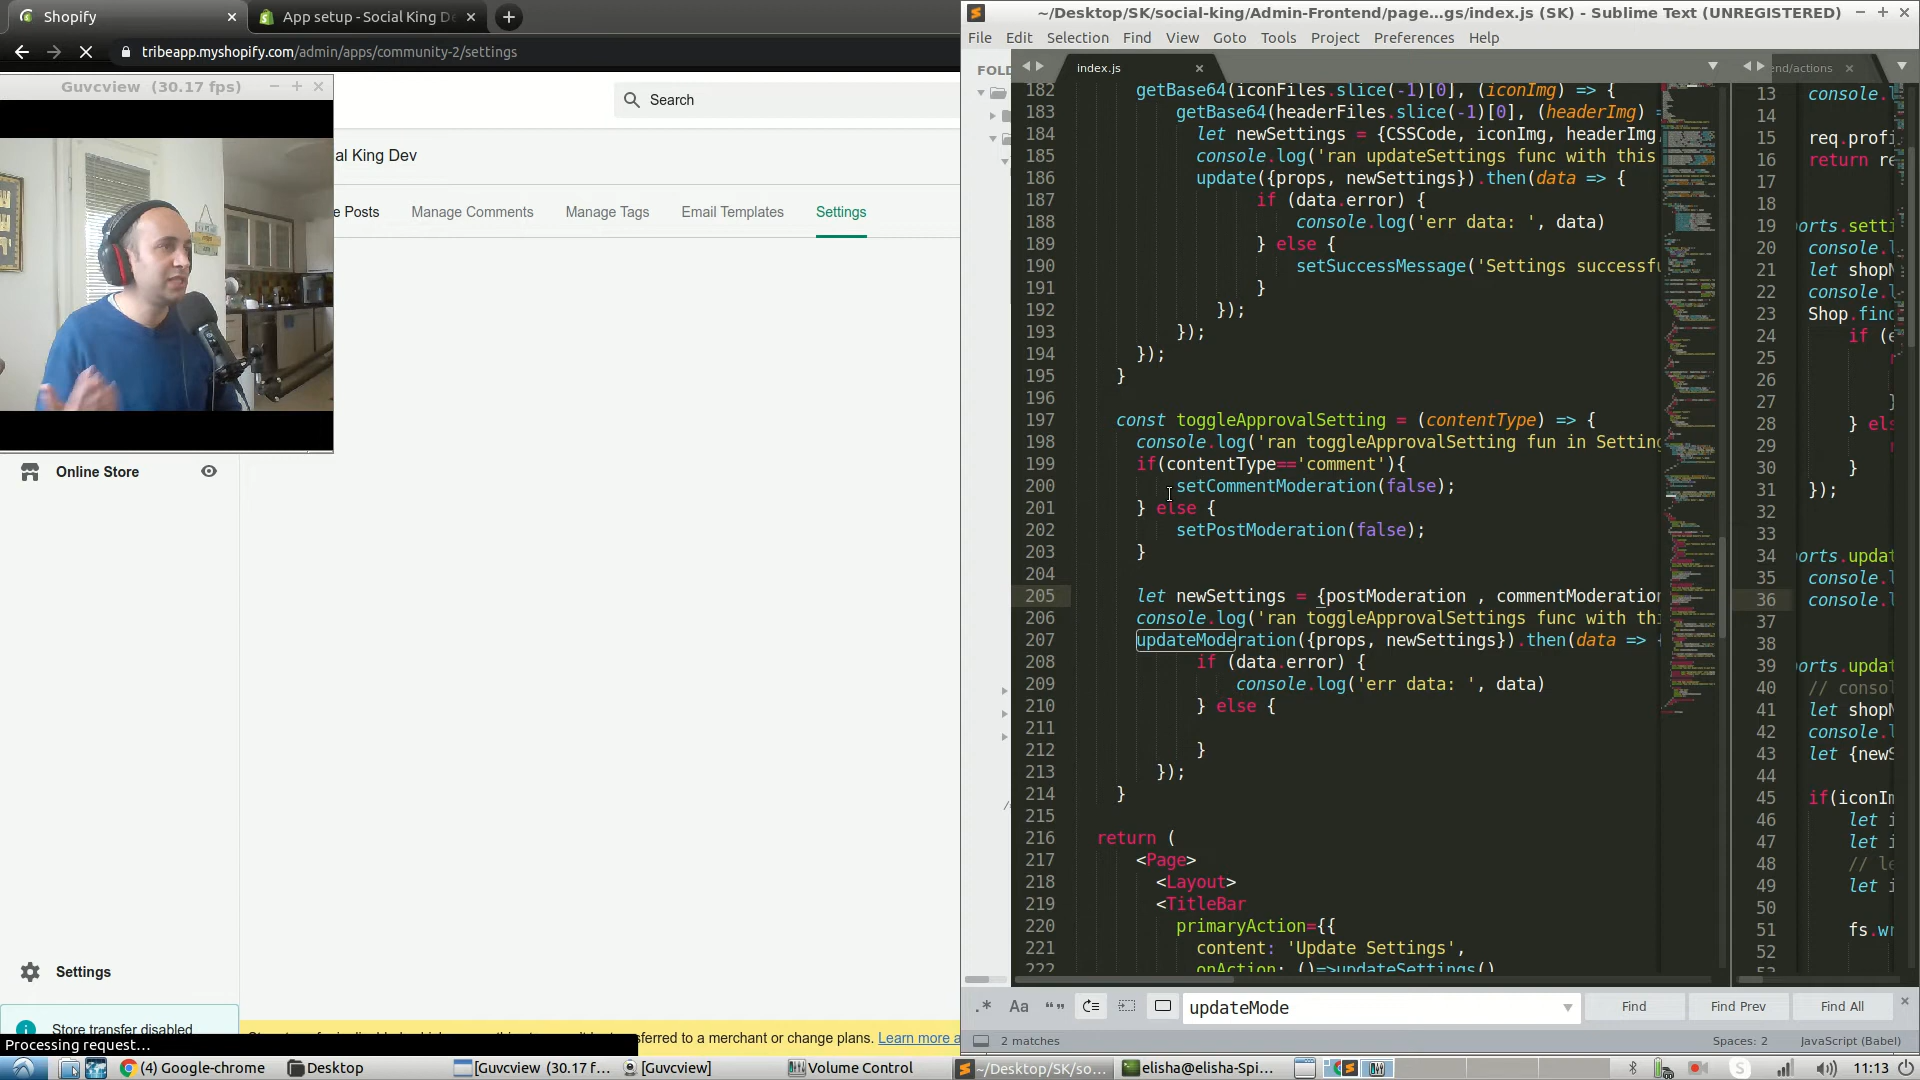 Shopify
App setup - Social King De
tribeapp.myshopify.com/admin/apps/community-2/settings
Guvcview (30.17 fps)
Search
al King Dev
e Posts
Manage Comments
Manage Tags
Email Templates
Settings
Online Store
Settings
Store transfer disabled
ferred to a merchant or change plans. Learn more a
Processing request…
~/Desktop/SK/social-king/Admin-Frontend/page…gs/index.js (SK) - Sublime Text (UNREGISTERED)
File Edit Selection View Goto Tools Project Preferences Help
FOLD
index.js
end/actions
182 getBase64(iconFiles.slice(-1)[0], (iconImg) => {
183 getBase64(headerFiles.slice(-1)[0], (headerImg) =
184 let newSettings = {CSSCode, iconImg, headerImg,
185 console.log('ran updateSettings func with this
186 update({props, newSettings}).then(data => {
187 if (data.error) {
188 console.log('err data: ', data)
189 } else {
190 setSuccessMessage('Settings successfu
191 }
192 });
193 });
194 });
195 }
196
197 const toggleApprovalSetting = (contentType) => {
198 console.log('ran toggleApprovalSetting fun in Setting
199 if(contentType=='comment'){
200 setCommentModeration(false);
201 } else {
202 setPostModeration(false);
203 }
204
205 let newSettings = {postModeration , commentModeration
206 console.log('ran toggleApprovalSettings func with thi
207 updateModeration({props, newSettings}).then(data => {
208 if (data.error) {
209 console.log('err data: ', data)
210 } else {
211
212 }
213 });
214 }
215
216 return (
217 <Page>
218 <Layout>
219 <TitleBar
220 primaryAction={{
221 content: 'Update Settings',
222 onAction: ()=>updateSettings()
13 console.l
14
15 req.profi
16 return re
17
18
19 ports.setti
20 console.l
21 let shopN
22 console.l
23 Shop.find
24 if (e
25
26
27 }
28 } els
29
30 }
31 });
32
33
34 ports.updat
35 console.l
36 console.l
37
38
39 ports.updat
40 // consol
41 let shopN
42 console.l
43 let {newS
44
45 if(iconIm
46 let i
47 let i
48 // le
49 let i
50
51 fs.wr
52
.* Aa “”
updateMode
Find
Find Prev
Find All
2 matches
Spaces: 2
JavaScript (Babel)
(4) Google-chrome
Desktop
[Guvcview (30.17 f…
[Guvcview]
Volume Control
~/Desktop/SK/so…
elisha@elisha-Spi…
11:13